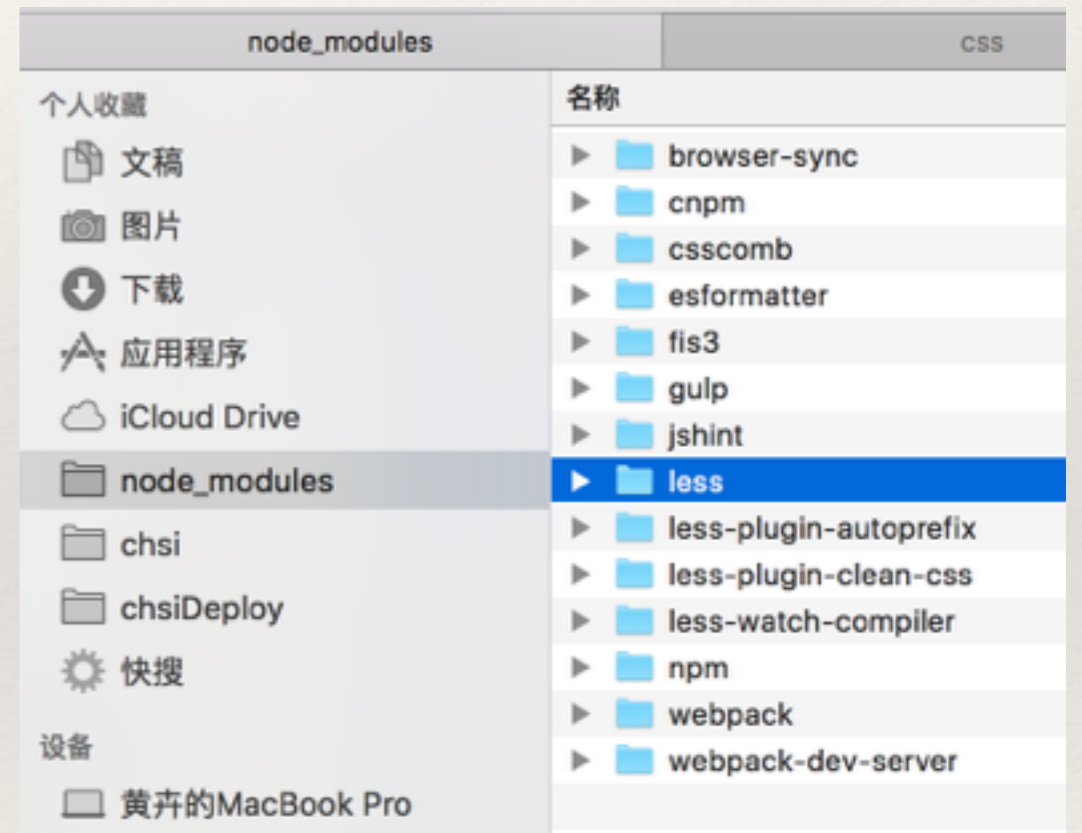 node_modules
css
个人收藏
文稿
图片
下载
应用程序
iCloud Drive
node_modules
chsi
chsiDeploy
快搜
设备
黄卉的MacBook Pro
名称
browser-sync
cnpm
csscomb
esformatter
fis3
gulp
jshint
less
less-plugin-autoprefix
less-plugin-clean-css
less-watch-compiler
npm
webpack
webpack-dev-server